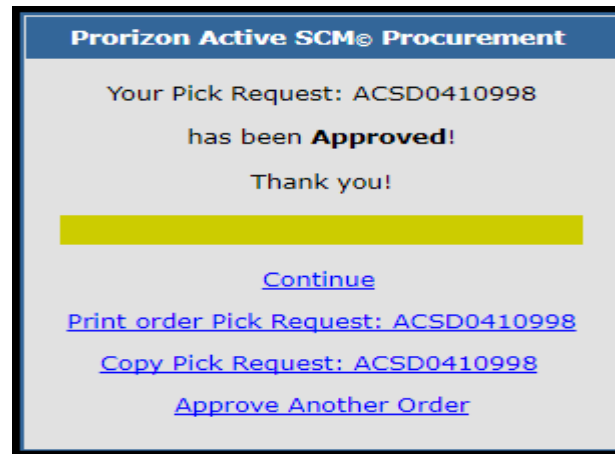 Prorizon Active SCM© Procurement
Your Pick Request: ACSD0410998
has been Approved!
Thank you!
Continue
Print order Pick Request: ACSD0410998
Copy Pick Request: ACSD0410998
Approve Another Order